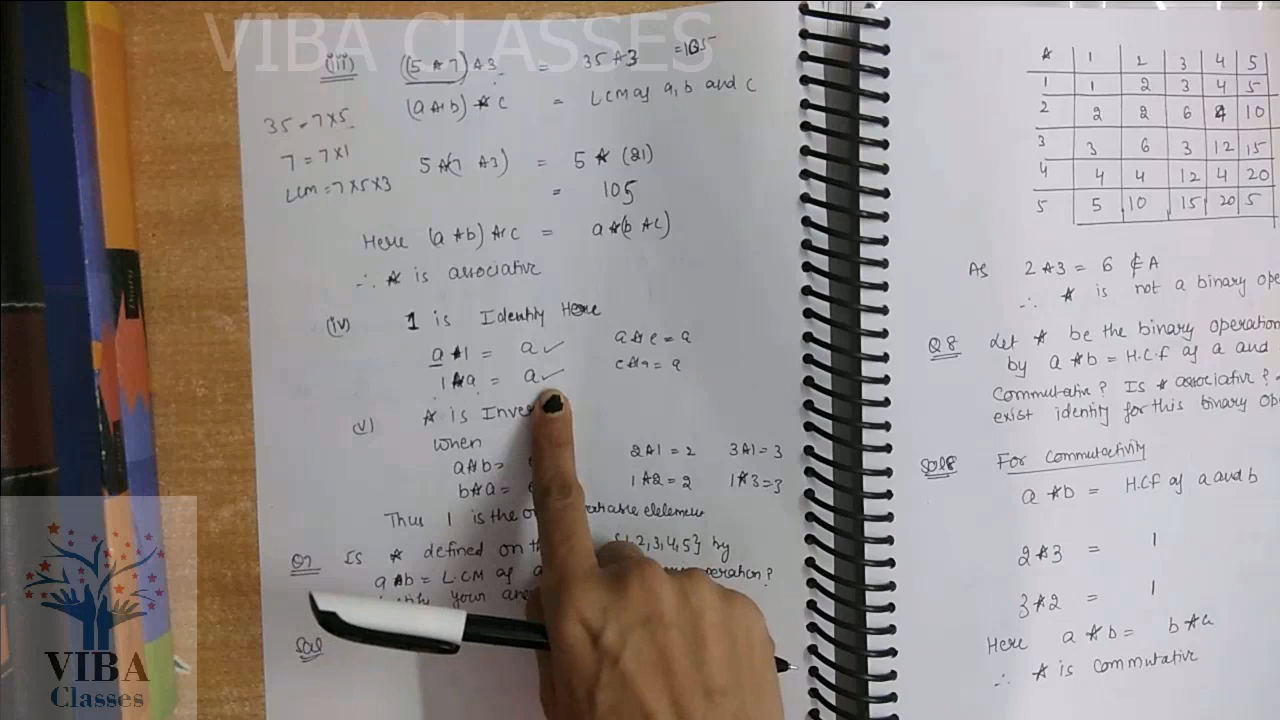 VIBA CLASSES
(iii) (5 * 7) * 3 = 35 * 3 = 105
(a * b) * c = LCM of a, b and c
35 = 7×5
7 = 7×1
LCM = 7×5×3
5 * (7 * 3) = 5 * (21)
= 105
Here (a * b) * c = a * (b * c)
∴ * is associative
(iv) 1 is Identity Here
a * 1 = a ✓ a * e = a
1 * a = a ✓ e * a = a
(v) * is Inve
when
a * b = 2 * 1 = 2 3 * 1 = 3
b * a = 1 * 2 = 2 1 * 3 = 3
Thus 1 is the
Q7 Is * defined on {1,2,3,4,5} by
a * b = L.C.M of operation?
your
Sol
* 1 2 3 4 5
1 1 2 3 4 5
2 2 2 6 4 10
3 3 6 3 12 15
4 4 4 12 4 20
5 5 10 15 20 5
As 2 * 3 = 6 ∉ A
∴ * is not a binary ope
Q8 Let * be the binary operation
by a * b = H.C.F of a and
Commutative? Is * associative?
exist identity for this binary op
Sol8 For commutativity
a * b = H.C.F of a and b
2 * 3 = 1
3 * 2 = 1
Here a * b = b * a
∴ * is commutative
VIBA
Classes